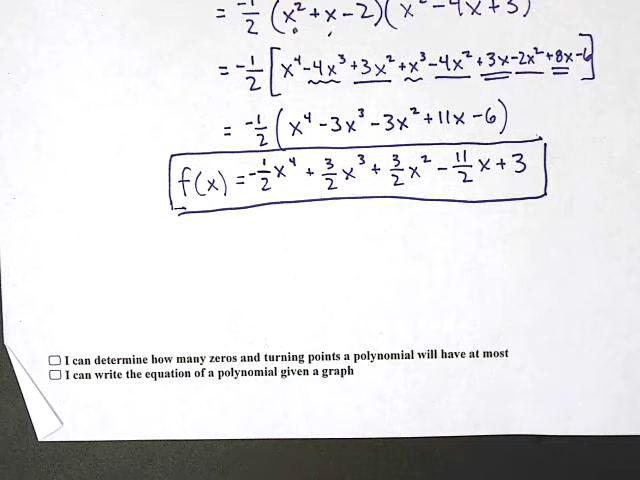 = -1/2 (x² + x - 2)(x² - 4x + 3)
= -1/2 [x⁴ - 4x³ + 3x² + x³ - 4x² + 3x - 2x² + 8x - 6]
= -1/2 (x⁴ - 3x³ - 3x² + 11x - 6)
f(x) = -1/2 x⁴ + 3/2 x³ + 3/2 x² - 11/2 x + 3
☐ I can determine how many zeros and turning points a polynomial will have at most
☐ I can write the equation of a polynomial given a graph